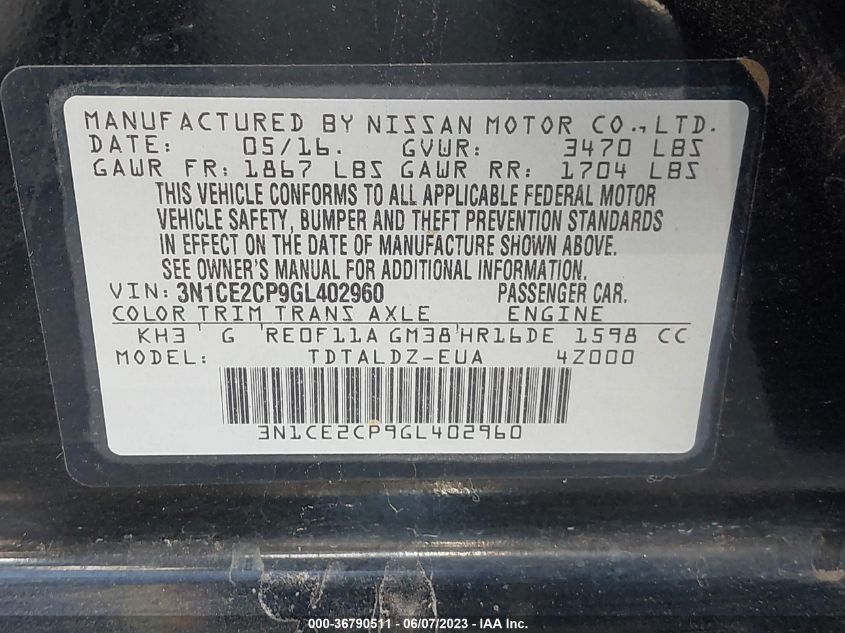 MANUFACTURED BY NISSAN MOTOR CO., LTD.
DATE: 05/16. GVWR: 3470 LBS
GAWR FR: 1867 LBS GAWR RR: 1704 LBS
THIS VEHICLE CONFORMS TO ALL APPLICABLE FEDERAL MOTOR
VEHICLE SAFETY, BUMPER AND THEFT PREVENTION STANDARDS
IN EFFECT ON THE DATE OF MANUFACTURE SHOWN ABOVE.
SEE OWNER'S MANUAL FOR ADDITIONAL INFORMATION.
VIN: 3N1CE2CP9GL402960 PASSENGER CAR.
COLOR TRIM TRANS AXLE ENGINE
KH3 ' G 'RE0F11A GM38'HR16DE 1598 CC
MODEL: TDTALDZ-EUA 4Z000
3N1CE2CP9GL402960
000-36790511 - 06/07/2023 - IAA Inc.